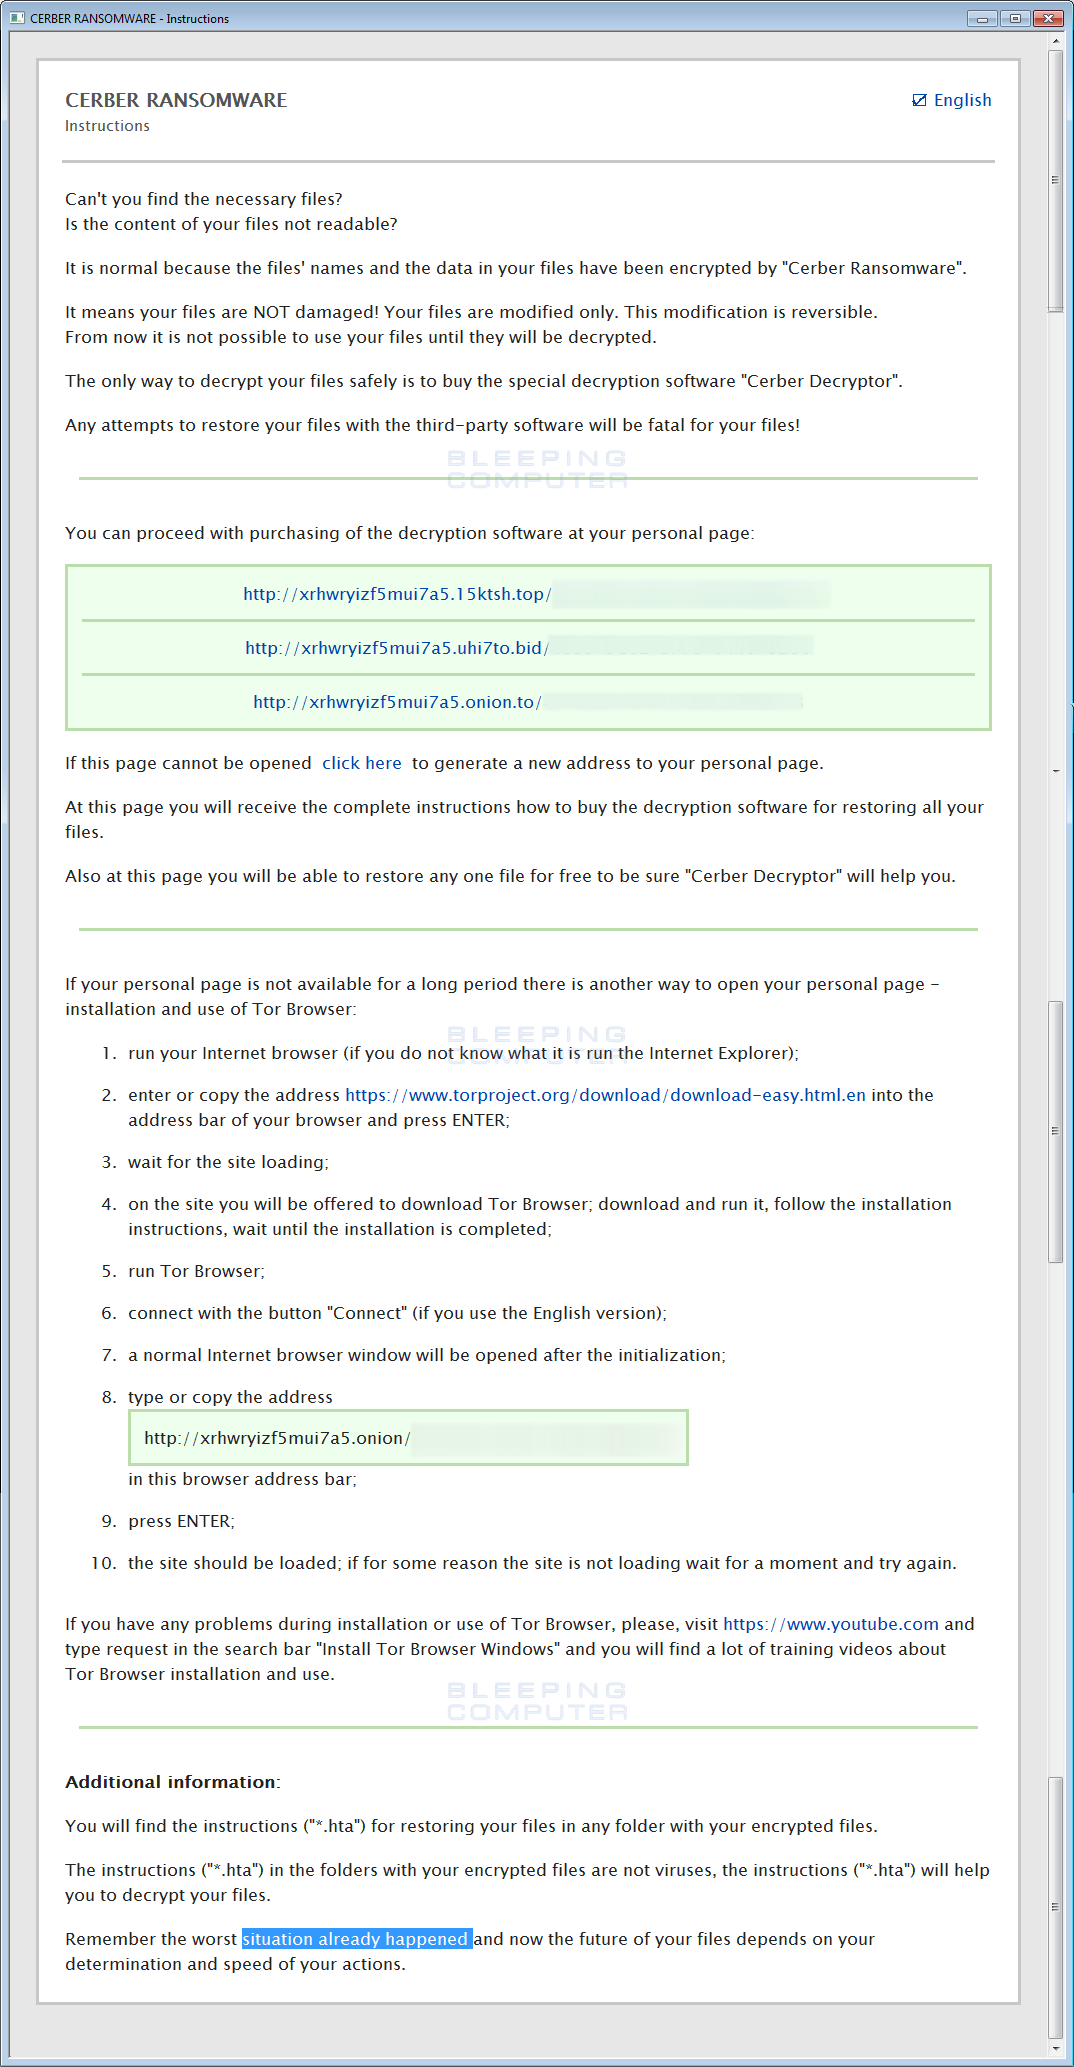 CERBER RANSOMWARE - Instructions
CERBER RANSOMWARE
English
Instructions
Can't you find the necessary files?
Is the content of your files not readable?
It is normal because the files' names and the data in your files have been encrypted by "Cerber Ransomware".
It means your files are NOT damaged! Your files are modified only. This modification is reversible.
From now it is not possible to use your files until they will be decrypted.
The only way to decrypt your files safely is to buy the special decryption software "Cerber Decryptor".
Any attempts to restore your files with the third-party software will be fatal for your files!
BLEEPING
COMPUTER
You can proceed with purchasing of the decryption software at your personal page:
http://xrhwryizf5mui7a5.15ktsh.top/
http://xrhwryizf5mui7a5.uhi7to.bid/
http://xrhwryizf5mui7a5.onion.to/
If this page cannot be opened click here to generate a new address to your personal page.
At this page you will receive the complete instructions how to buy the decryption software for restoring all your
files.
Also at this page you will be able to restore any one file for free to be sure "Cerber Decryptor" will help you.
If your personal page is not available for a long period there is another way to open your personal page -
installation and use of Tor Browser:
BLEEPING
COMPUTER
1. run your Internet browser (if you do not know what it is run the Internet Explorer);
2. enter or copy the address https://www.torproject.org/download/download-easy.html.en into the
address bar of your browser and press ENTER;
3. wait for the site loading;
4. on the site you will be offered to download Tor Browser; download and run it, follow the installation
instructions, wait until the installation is completed;
5. run Tor Browser;
6. connect with the button "Connect" (if you use the English version);
7. a normal Internet browser window will be opened after the initialization;
8. type or copy the address
http://xrhwryizf5mui7a5.onion/
in this browser address bar;
9. press ENTER;
10. the site should be loaded; if for some reason the site is not loading wait for a moment and try again.
If you have any problems during installation or use of Tor Browser, please, visit https://www.youtube.com and
type request in the search bar "Install Tor Browser Windows" and you will find a lot of training videos about
Tor Browser installation and use.
BLEEPING
COMPUTER
Additional information:
You will find the instructions ("*.hta") for restoring your files in any folder with your encrypted files.
The instructions ("*.hta") in the folders with your encrypted files are not viruses, the instructions ("*.hta") will help
you to decrypt your files.
Remember the worst situation already happened and now the future of your files depends on your
determination and speed of your actions.